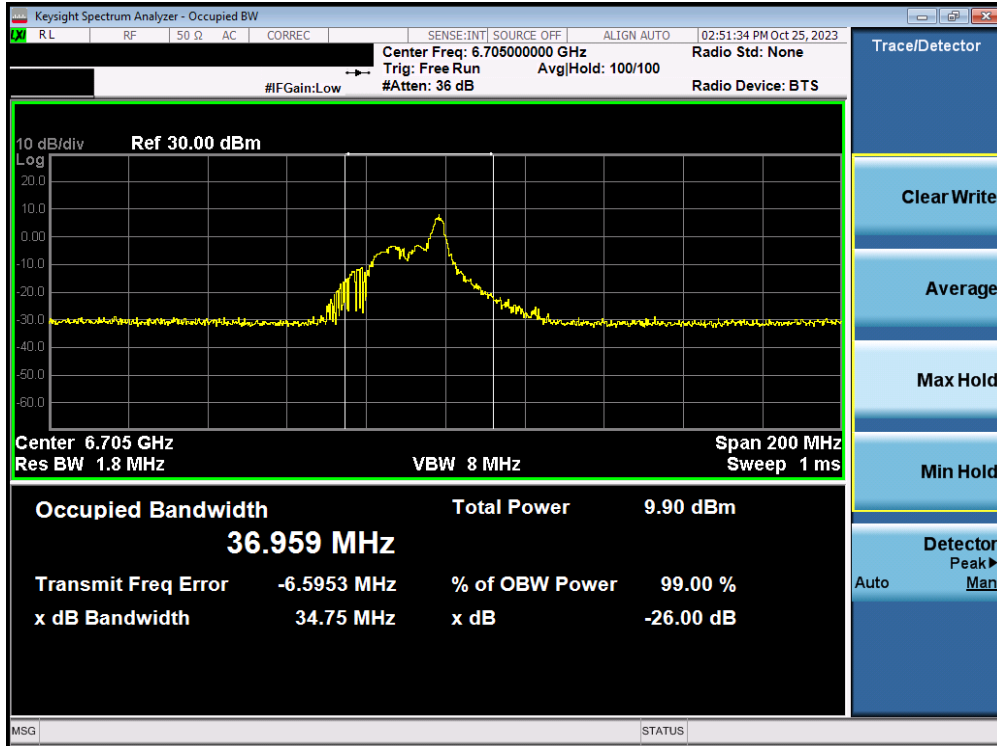 Keysight Spectrum Analyzer - Occupied BW
LXI RL RF 50 Ω AC CORREC SENSE:INT SOURCE OFF ALIGN AUTO 02:51:34 PM Oct 25, 2023
Center Freq: 6.705000000 GHz Radio Std: None
Trig: Free Run Avg|Hold: 100/100
#IFGain:Low #Atten: 36 dB Radio Device: BTS
Trace/Detector
10 dB/div Ref 30.00 dBm
Log
20.0
10.0
0.00
-10.0
-20.0
-30.0
-40.0
-50.0
-60.0
Center 6.705 GHz Span 200 MHz
Res BW 1.8 MHz VBW 8 MHz Sweep 1 ms
Occupied Bandwidth Total Power 9.90 dBm
36.959 MHz
Transmit Freq Error -6.5953 MHz % of OBW Power 99.00 %
x dB Bandwidth 34.75 MHz x dB -26.00 dB
Clear Write
Average
Max Hold
Min Hold
Detector
Peak▶
Auto Man
MSG STATUS